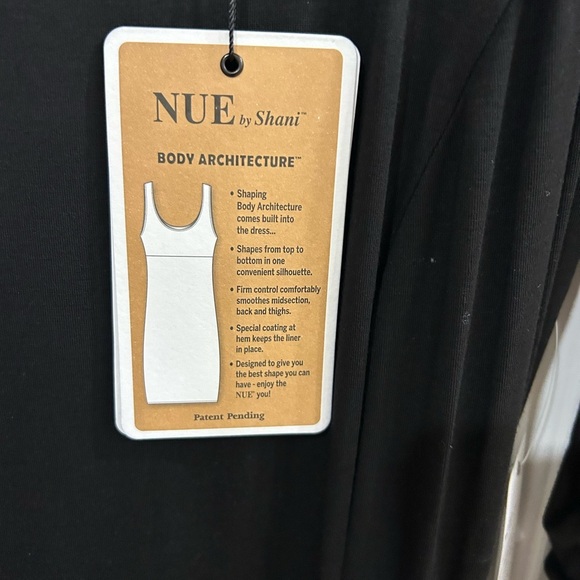 NUE by Shani™
BODY ARCHITECTURE™
• Shaping
Body Architecture
comes built into
the dress...
• Shapes from top to
bottom in one
convenient silhouette.
• Firm control comfortably
smoothes midsection,
back and thighs.
• Special coating at
hem keeps the liner
in place.
• Designed to give you
the best shape you can
have - enjoy the
NUE® you!
Patent Pending